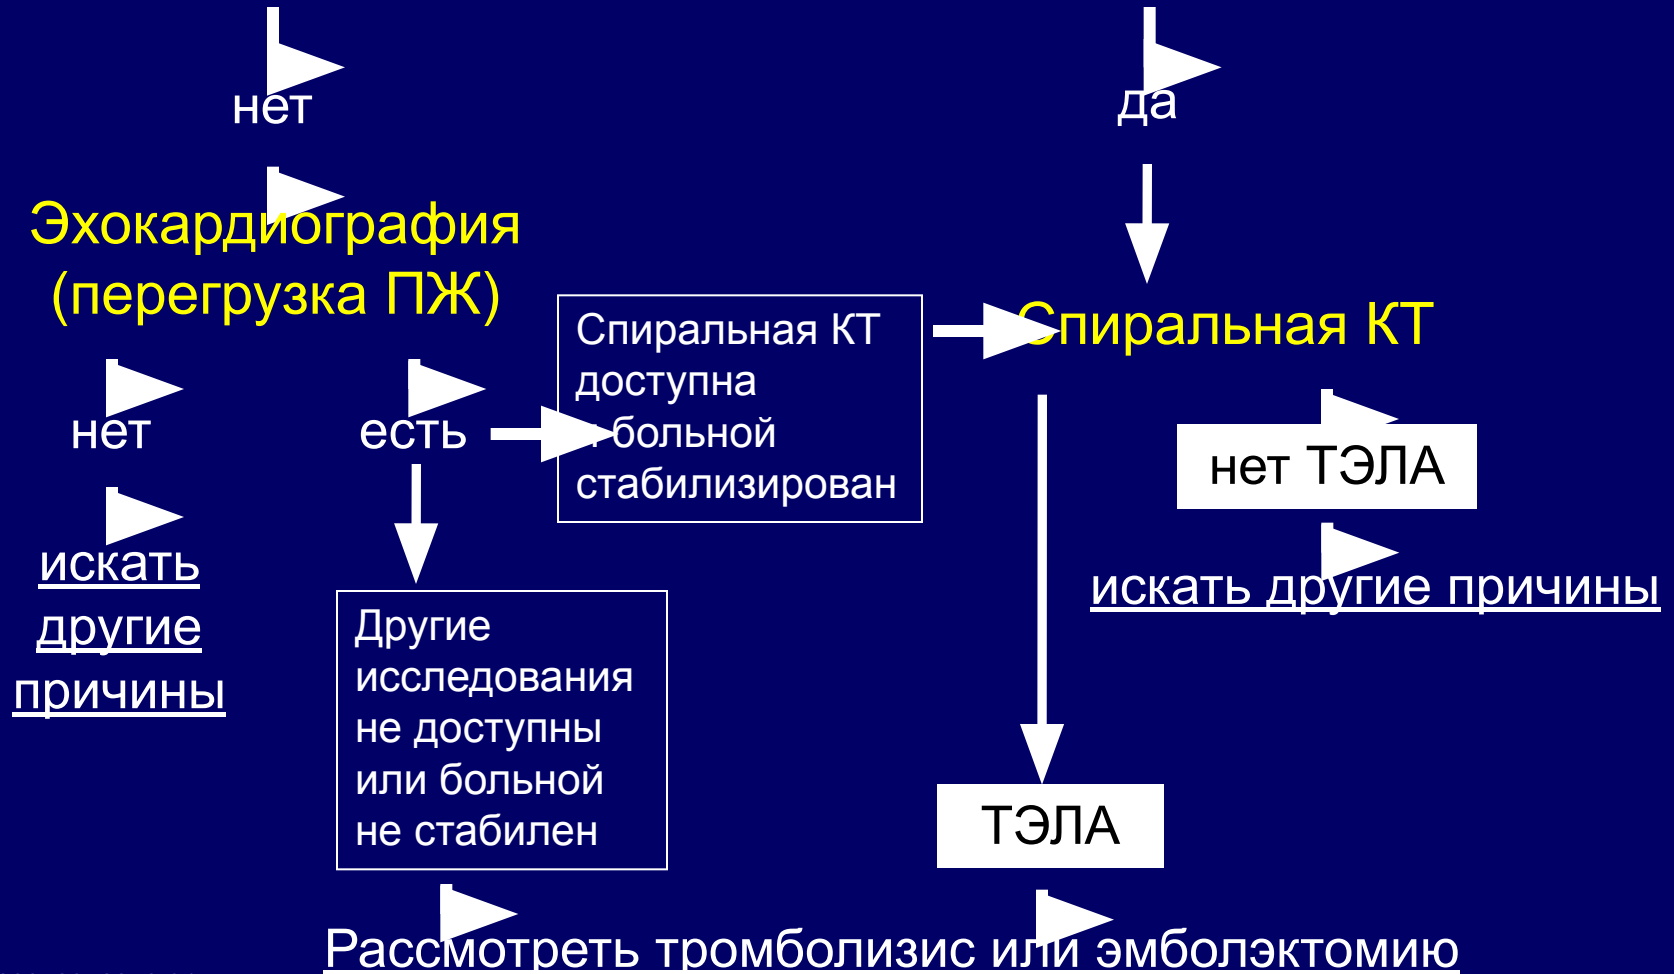 нет
да
Эхокардиография
(перегрузка ПЖ)
Спиральная КТ
доступна
больной
стабилизирован
Спиральная КТ
нет
есть
нет ТЭЛА
искать
другие
причины
искать другие причины
Другие
исследования
не доступны
или больной
не стабилен
ТЭЛА
Рассмотреть тромболизис или эмболэктомию